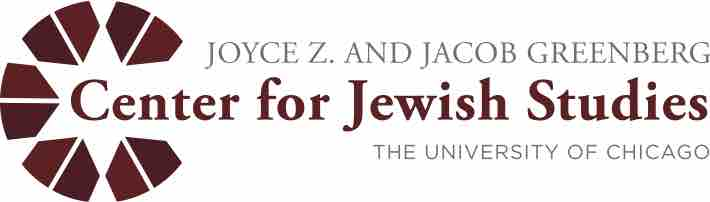 JOYCE Z. AND JACOB GREENBERG
Center for Jewish Studies
THE UNIVERSITY OF CHICAGO